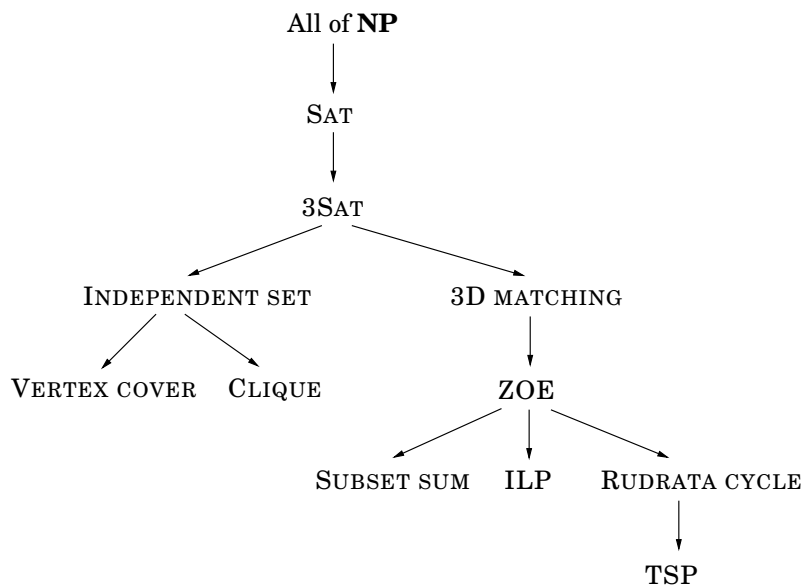 All of NP
SAT
3SAT
INDEPENDENT SET
3D MATCHING
VERTEX COVER
CLIQUE
ZOE
SUBSET SUM
ILP
RUDRATA CYCLE
TSP